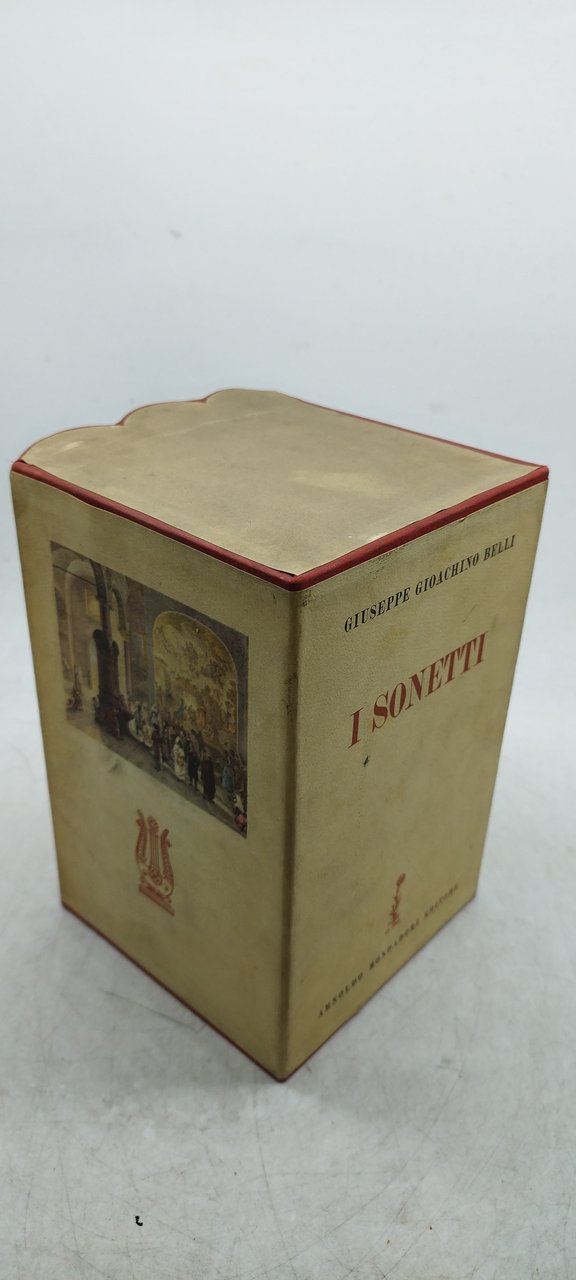 GIUSEPPE GIOACHINO BELLI
I SONETTI
ARNOLDO MONDADORI EDITORE